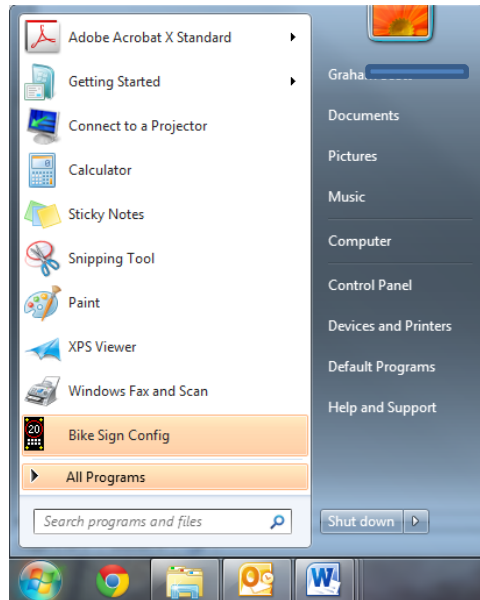 Adobe Acrobat X Standard
Getting Started
Connect to a Projector
Calculator
Sticky Notes
Snipping Tool
Paint
XPS Viewer
Windows Fax and Scan
20
Bike Sign Config
All Programs
Search programs and files
Documents
Pictures
Music
Computer
Control Panel
Devices and Printers
Default Programs
Help and Support
Shut down